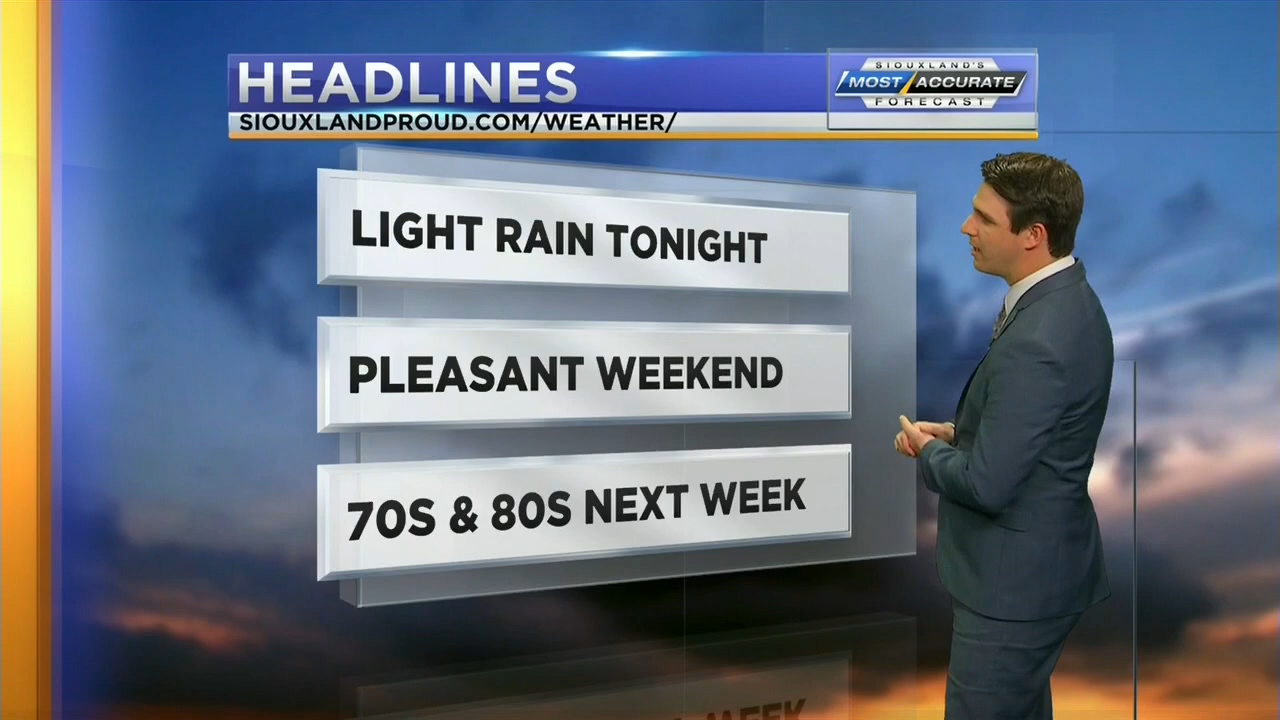 HEADLINES
SIOUXLANDPROUD.COM/WEATHER/
SIOUXLAND'S
MOST ACCURATE
FORECAST
LIGHT RAIN TONIGHT
PLEASANT WEEKEND
70S & 80S NEXT WEEK